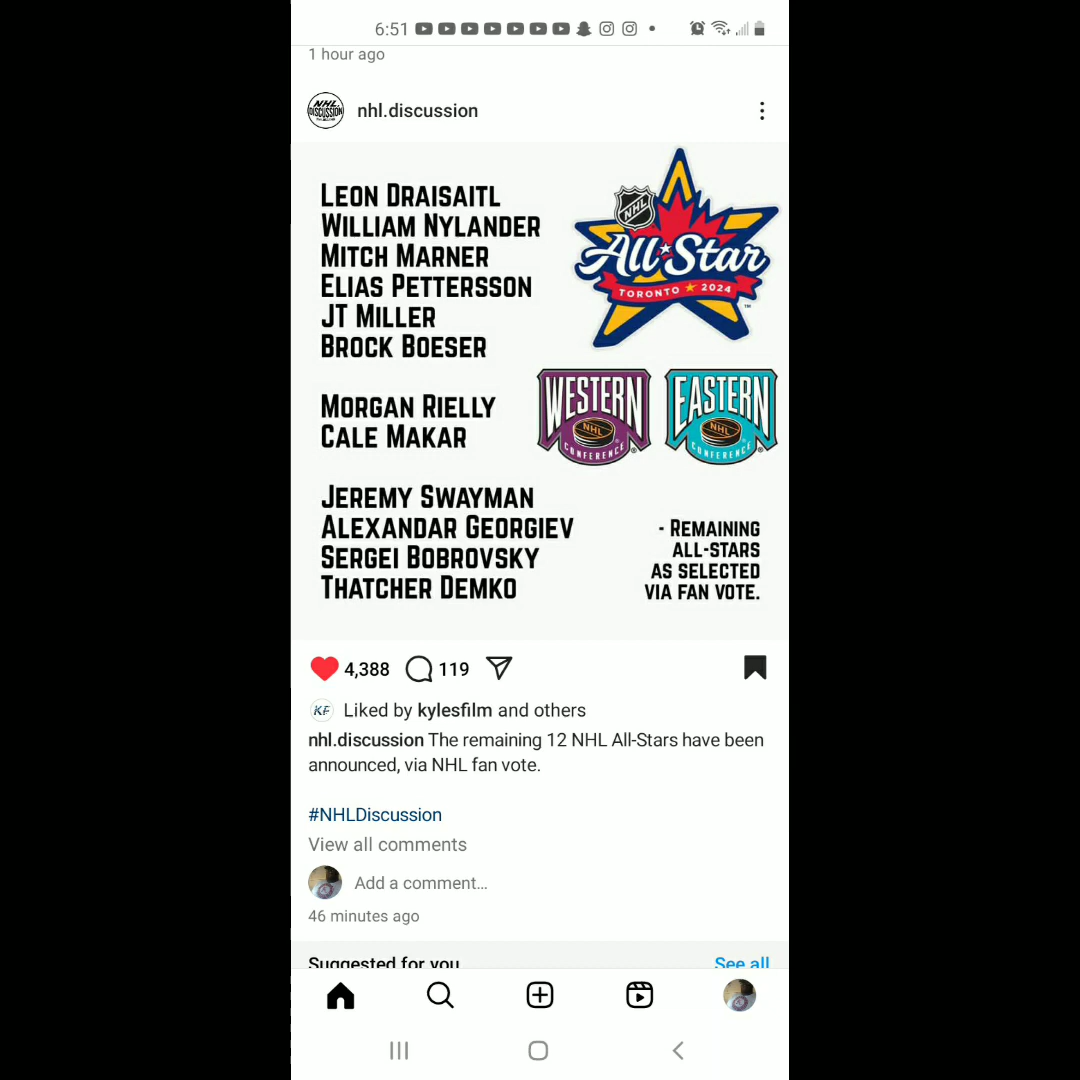 6:51
1 hour ago
NHL DISCUSSION
nhl.discussion
LEON DRAISAITL
WILLIAM NYLANDER
MITCH MARNER
ELIAS PETTERSSON
JT MILLER
BROCK BOESER
NHL
All Star
TORONTO 2024
TM
MORGAN RIELLY
CALE MAKAR
WESTERN
NHL
CONFERENCE
EASTERN
NHL
CONFERENCE
JEREMY SWAYMAN
ALEXANDAR GEORGIEV
SERGEI BOBROVSKY
THATCHER DEMKO
- REMAINING
ALL-STARS
AS SELECTED
VIA FAN VOTE.
4,388 119
KF Liked by kylesfilm and others
nhl.discussion The remaining 12 NHL All-Stars have been
announced, via NHL fan vote.
#NHLDiscussion
View all comments
Add a comment...
46 minutes ago
Suggested for you See all